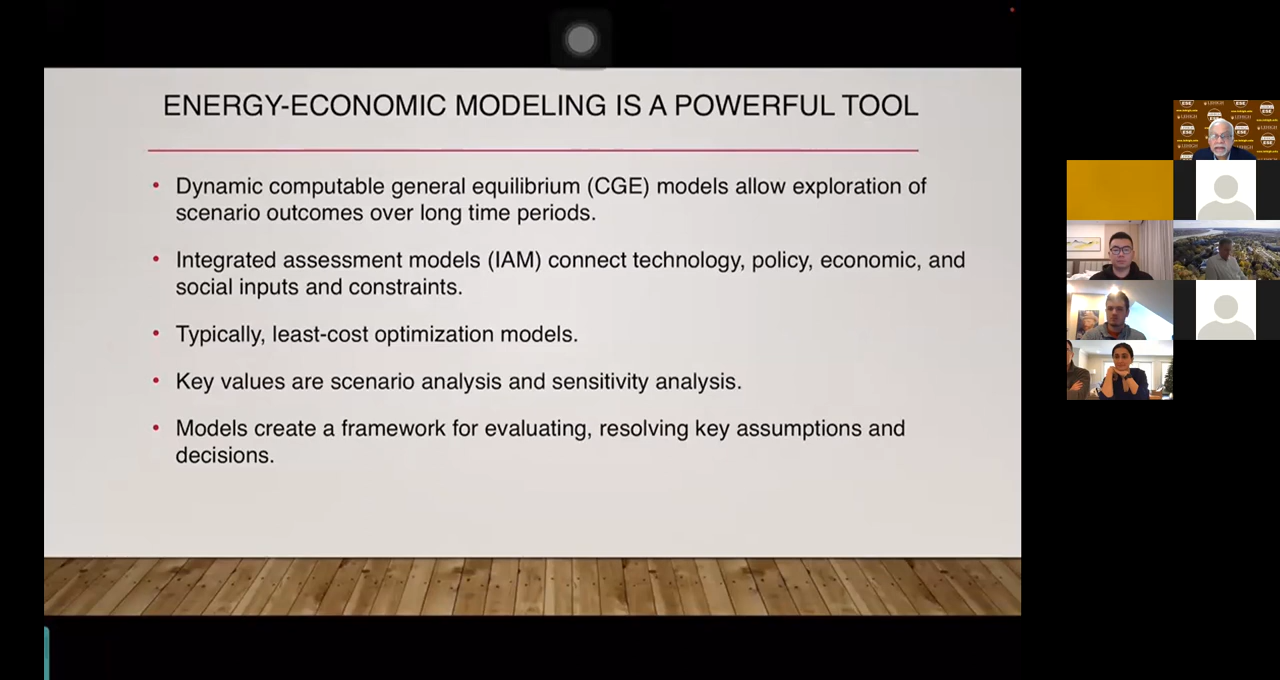 ENERGY-ECONOMIC MODELING IS A POWERFUL TOOL
• Dynamic computable general equilibrium (CGE) models allow exploration of
scenario outcomes over long time periods.
• Integrated assessment models (IAM) connect technology, policy, economic, and
social inputs and constraints.
• Typically, least-cost optimization models.
• Key values are scenario analysis and sensitivity analysis.
• Models create a framework for evaluating, resolving key assumptions and
decisions.
LEHIGH
ESE